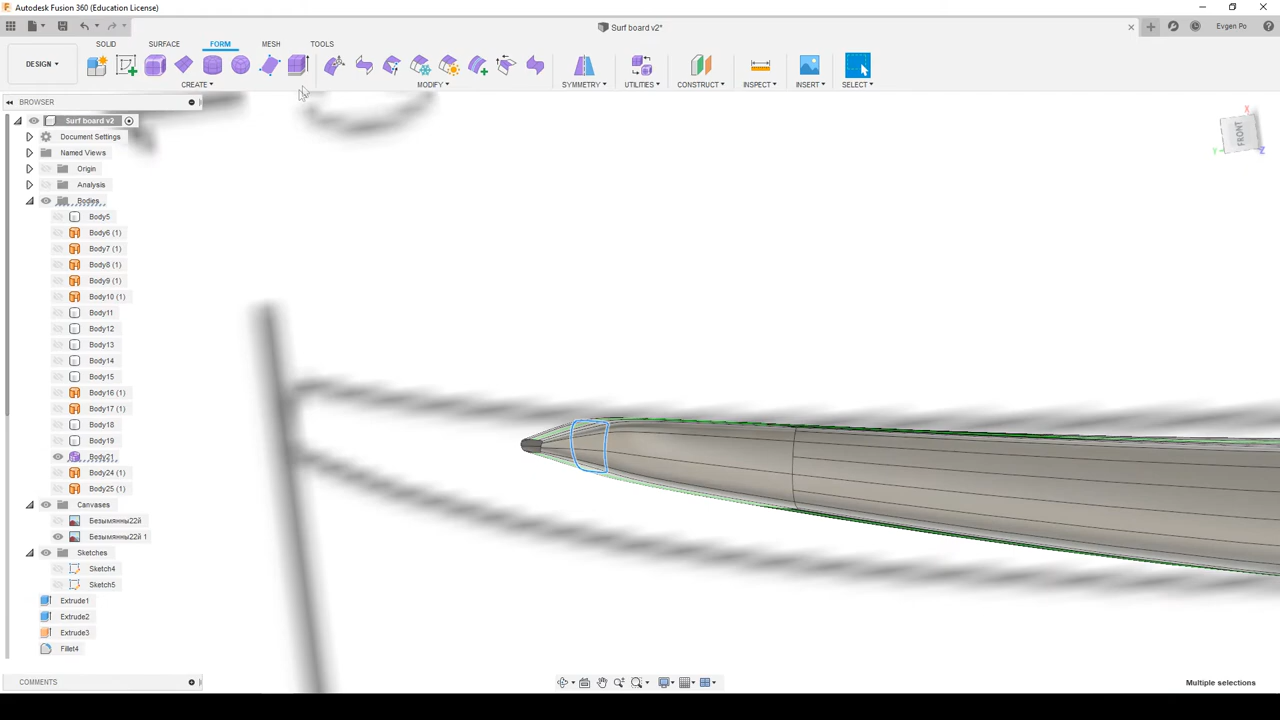 Autodesk Fusion 360 (Education License)
Surf board v2*
Evgen Po
SOLID SURFACE FORM MESH TOOLS
DESIGN
CREATE MODIFY SYMMETRY UTILITIES CONSTRUCT INSPECT INSERT SELECT
BROWSER
Surf board v2
Document Settings
Named Views
Origin
Analysis
Bodies
Body5
Body6 (1)
Body7 (1)
Body8 (1)
Body9 (1)
Body10 (1)
Body11
Body12
Body13
Body14
Body15
Body16 (1)
Body17 (1)
Body18
Body19
Body21
Body24 (1)
Body25 (1)
Canvases
Безымянны22й
Безымянны22й 1
Sketches
Sketch4
Sketch5
Extrude1
Extrude2
Extrude3
Fillet4
COMMENTS
FRONT
X
Y
Z
Multiple selections